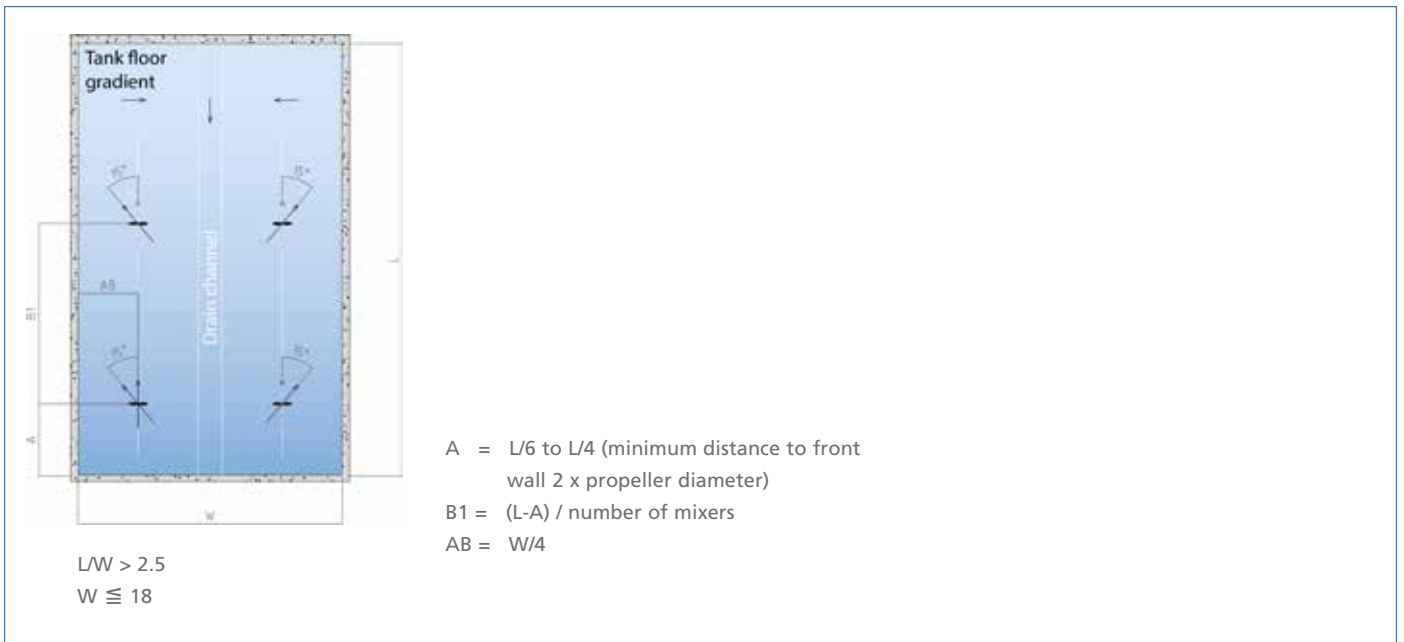 Tank floor
gradient
B1
AB
Drain channel
L
A
W
A = L/6 to L/4 (minimum distance to front
wall 2 x propeller diameter)
B1 = (L-A) / number of mixers
AB = W/4
L/W > 2.5
W ≦ 18